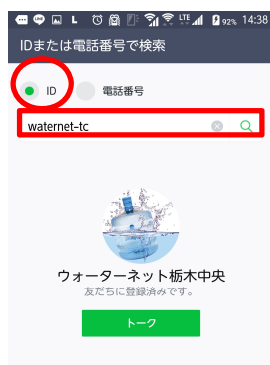 L LTE 92% 14:38
IDまたは電話番号で検索
ID 電話番号
waternet-tc
ウォーターネット栃木中央
友だちに登録済みです。
トーク